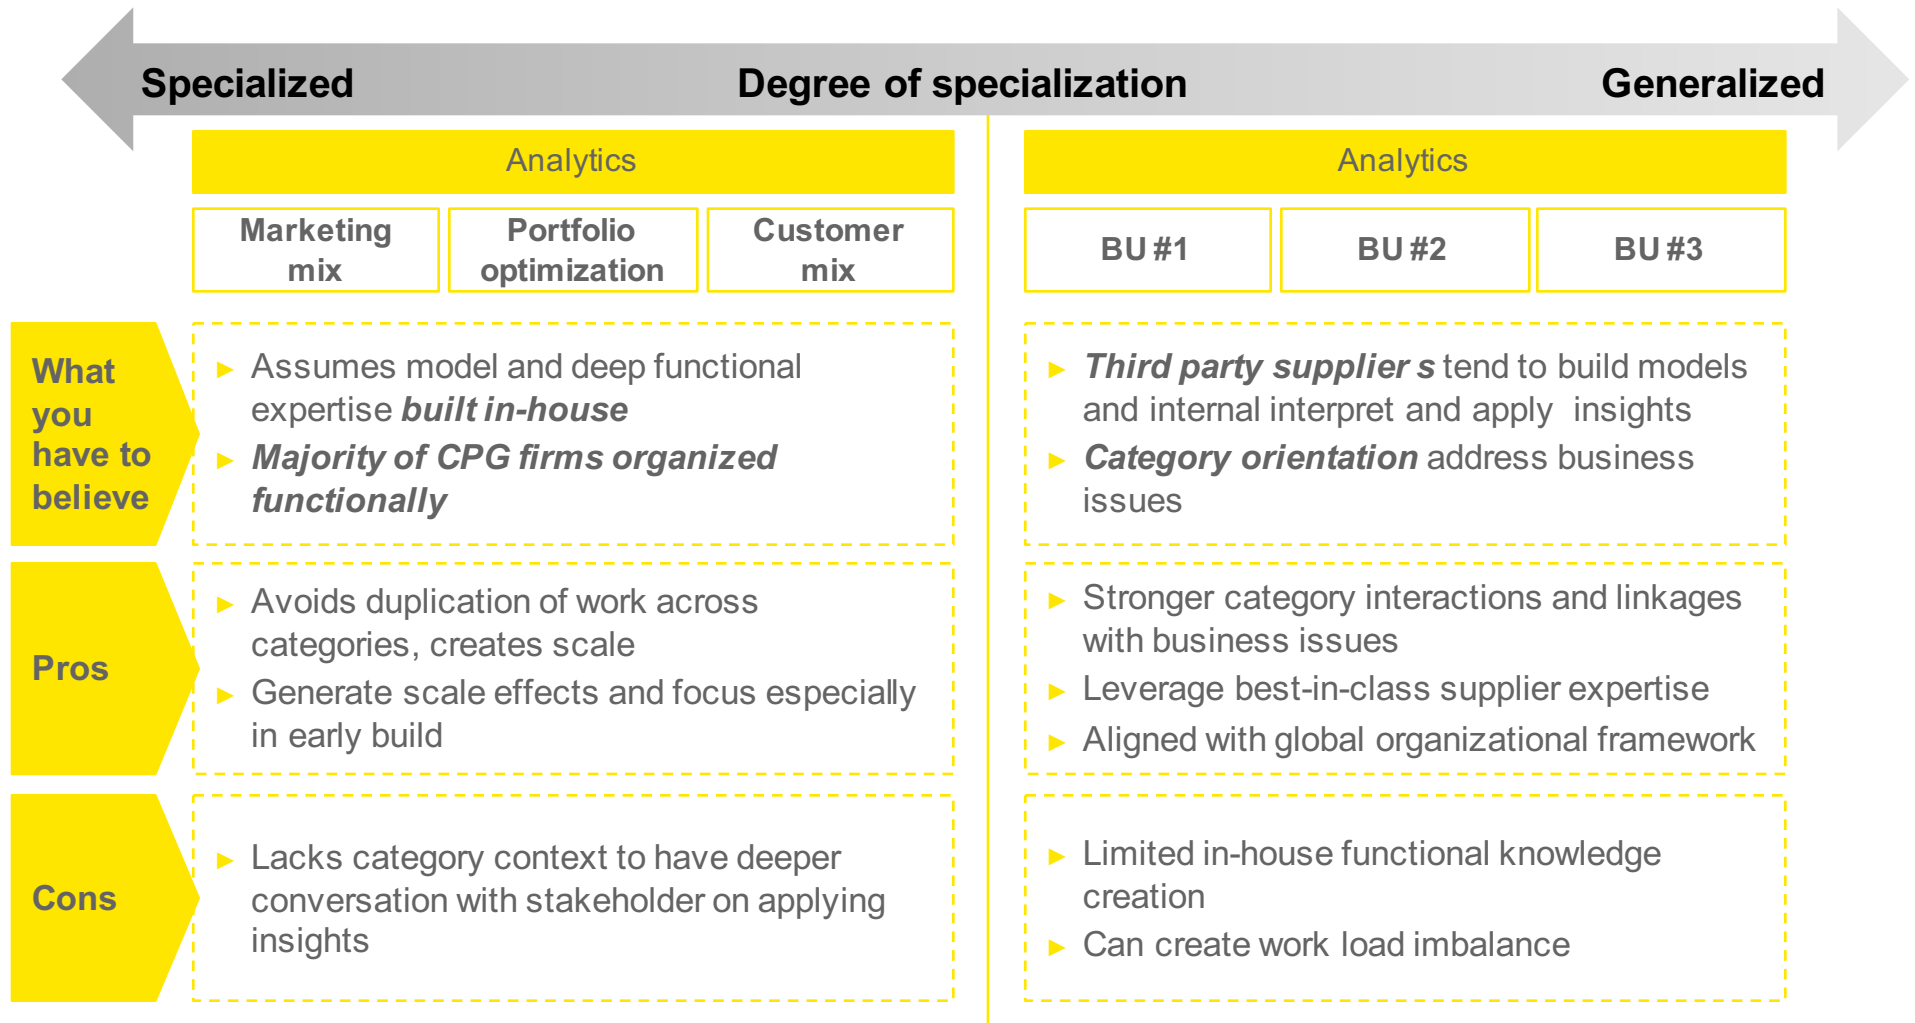 Specialized
Degree of specialization
Generalized
Analytics
Marketing
mix
Portfolio
optimization
Customer
mix
Analytics
BU #1
BU #2
BU #3
What
you
have to
believe
► Assumes model and deep functional
expertise built in-house
► Majority of CPG firms organized
functionally
► Third party supplier s tend to build models
and internal interpret and apply  insights
► Category orientation address business
issues
Pros
► Avoids duplication of work across
categories, creates scale
► Generate scale effects and focus especially
in early build
► Stronger category interactions and linkages
with business issues
► Leverage best-in-class supplier expertise
► Aligned with global organizational framework
Cons
► Lacks category context to have deeper
conversation with stakeholder on applying
insights
► Limited in-house functional knowledge
creation
► Can create work load imbalance